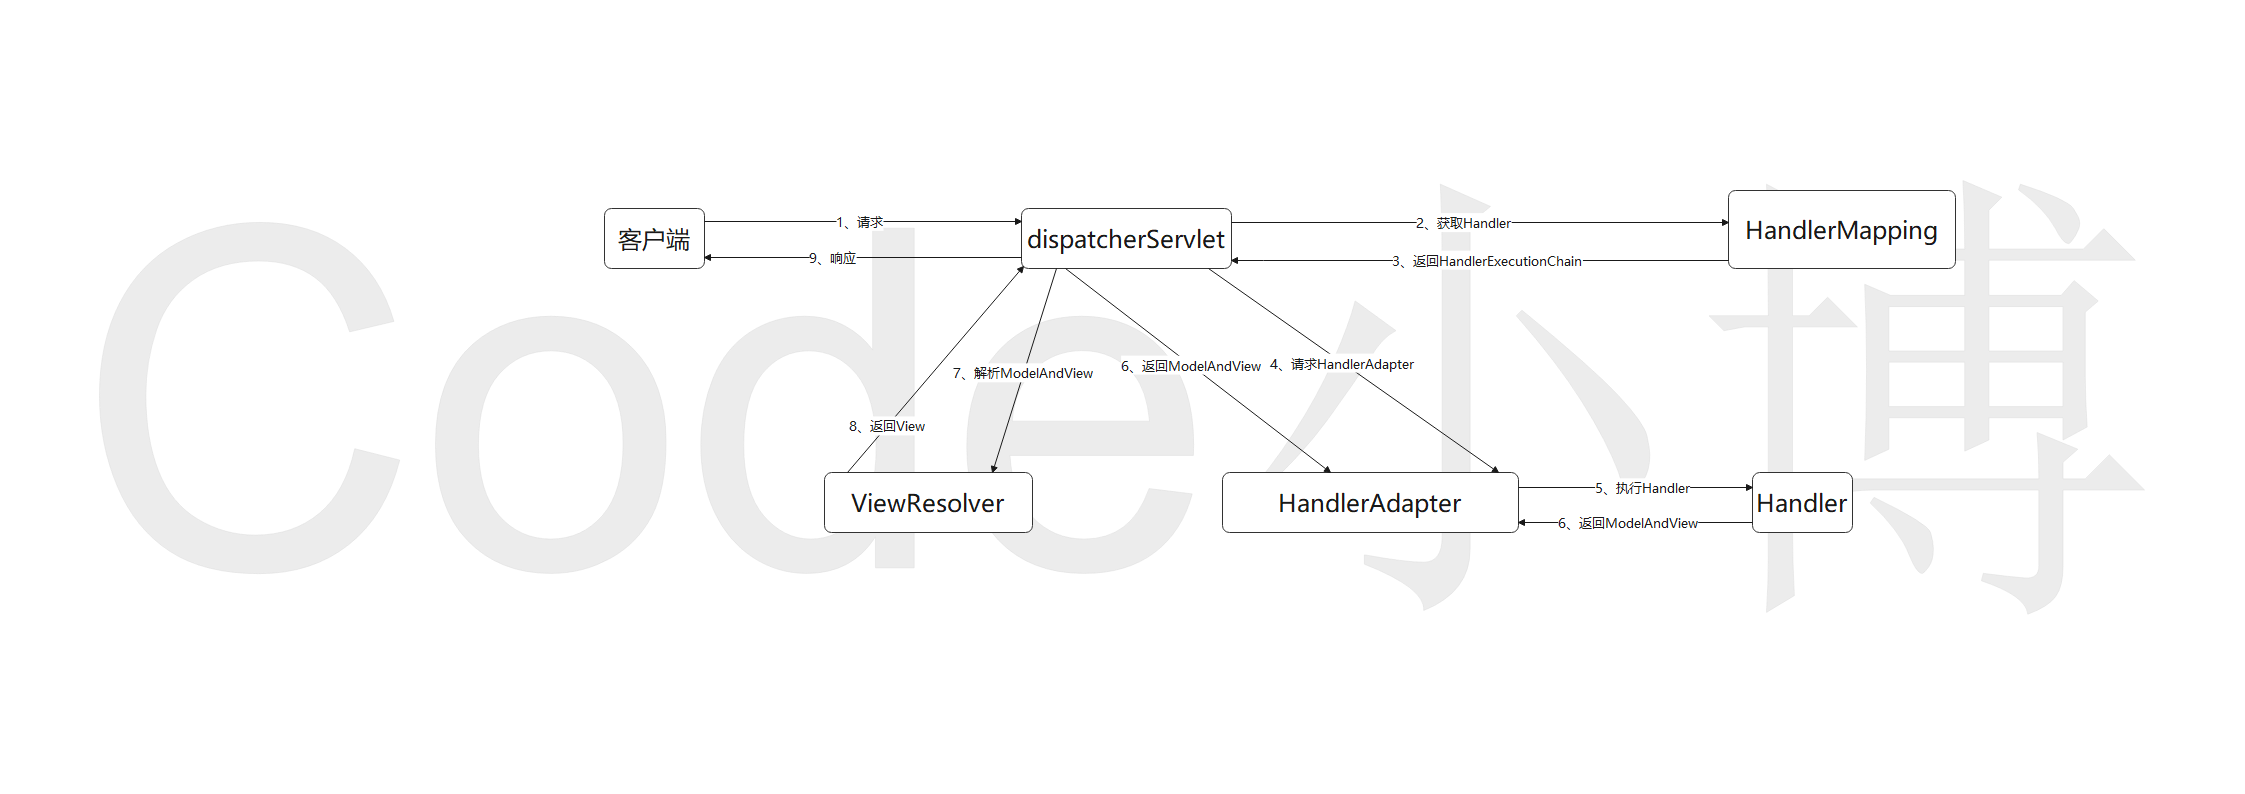 Code小博
客户端
1、请求
dispatcherServlet
2、获取Handler
HandlerMapping
9、响应
3、返回HandlerExecutionChain
7、解析ModelAndView
6、返回ModelAndView
4、请求HandlerAdapter
8、返回View
ViewResolver
HandlerAdapter
5、执行Handler
Handler
6、返回ModelAndView